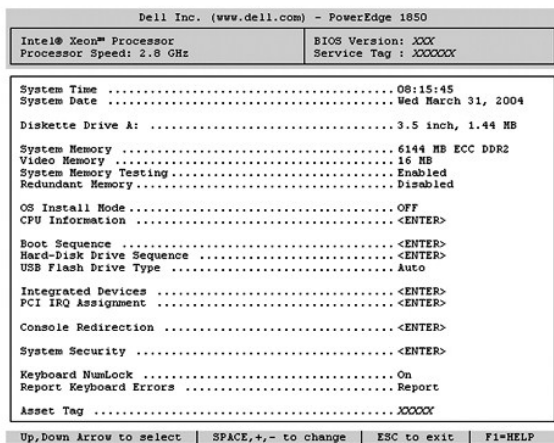 Dell Inc. (www.dell.com) - PowerEdge 1850
Intel® Xeon™ Processor
Processor Speed: 2.8 GHz
BIOS Version: XXX
Service Tag : XXXXXX
System Time ........................................ 08:15:45
System Date ........................................ Wed March 31, 2004
Diskette Drive A: .................................. 3.5 inch, 1.44 MB
System Memory ...................................... 6144 MB ECC DDR2
Video Memory ....................................... 16 MB
System Memory Testing............................... Enabled
Redundant Memory.................................... Disabled
OS Install Mode..................................... OFF
CPU Information .................................... <ENTER>
Boot Sequence ...................................... <ENTER>
Hard-Disk Drive Sequence ........................... <ENTER>
USB Flash Drive Type ............................... Auto
Integrated Devices ................................. <ENTER>
PCI IRQ Assignment ................................. <ENTER>
Console Redirection ................................ <ENTER>
System Security .................................... <ENTER>
Keyboard NumLock ................................... On
Report Keyboard Errors ............................. Report
Asset Tag .......................................... XXXXX
Up,Down Arrow to select | SPACE,+,- to change | ESC to exit | F1=HELP